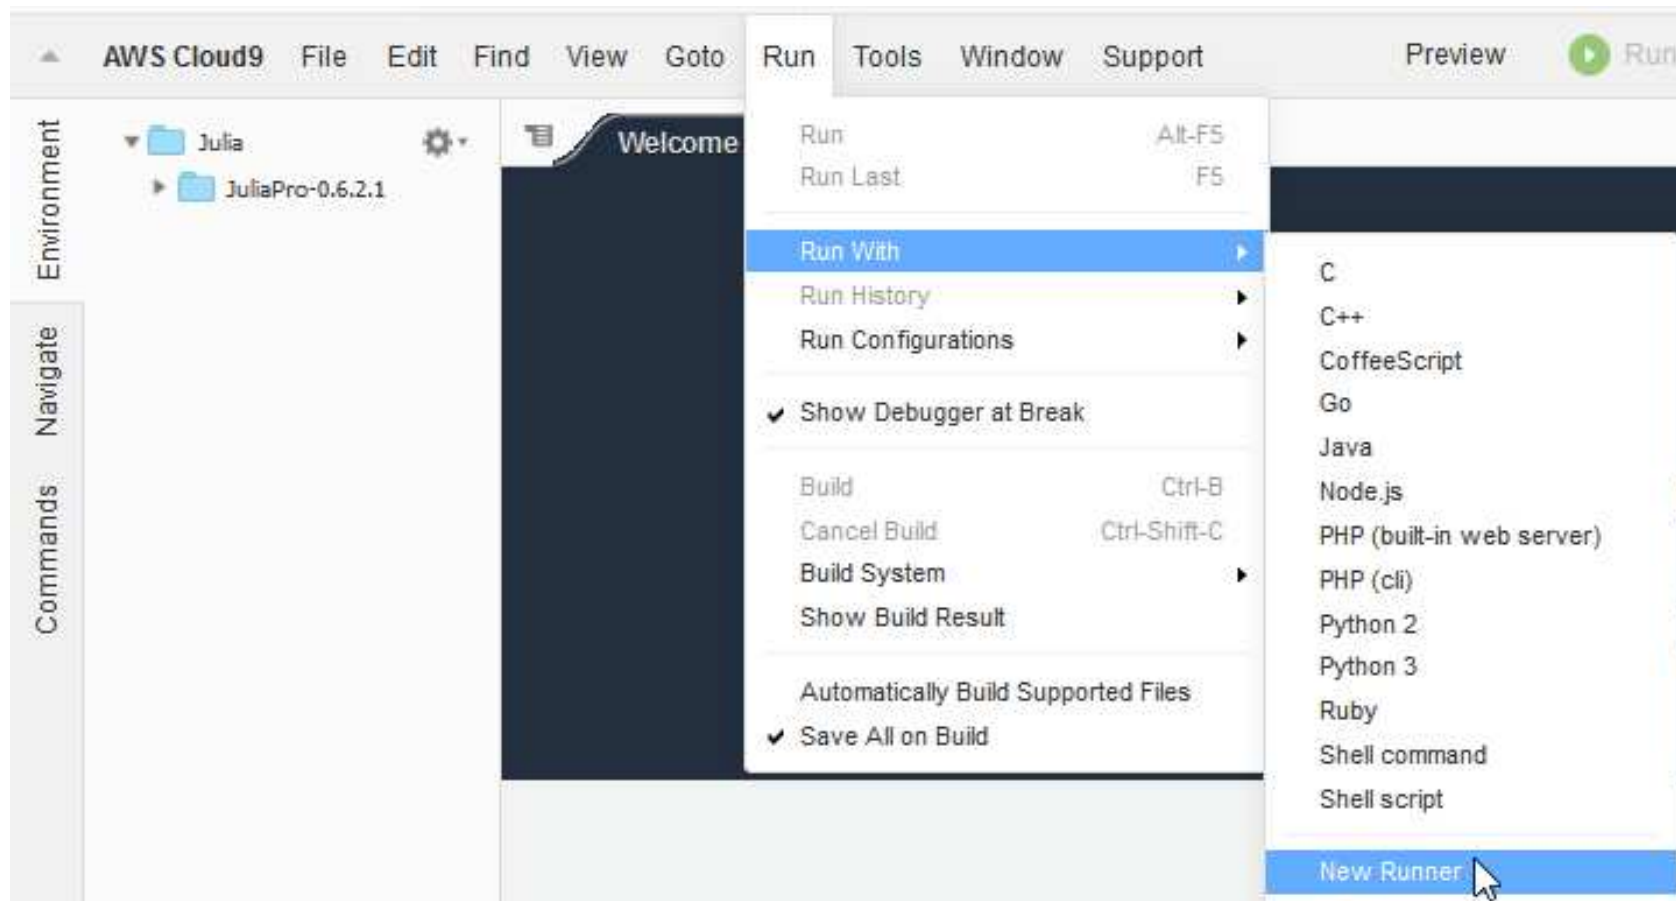 AWS Cloud9 File Edit Find View Goto Run Tools Window Support Preview Run
Environment
Navigate
Commands
Julia
JuliaPro-0.6.2.1
Welcome
Run Alt-F5
Run Last F5
Run With
Run History
Run Configurations
Show Debugger at Break
Build Ctrl-B
Cancel Build Ctrl-Shift-C
Build System
Show Build Result
Automatically Build Supported Files
Save All on Build
C
C++
CoffeeScript
Go
Java
Node.js
PHP (built-in web server)
PHP (cli)
Python 2
Python 3
Ruby
Shell command
Shell script
New Runner